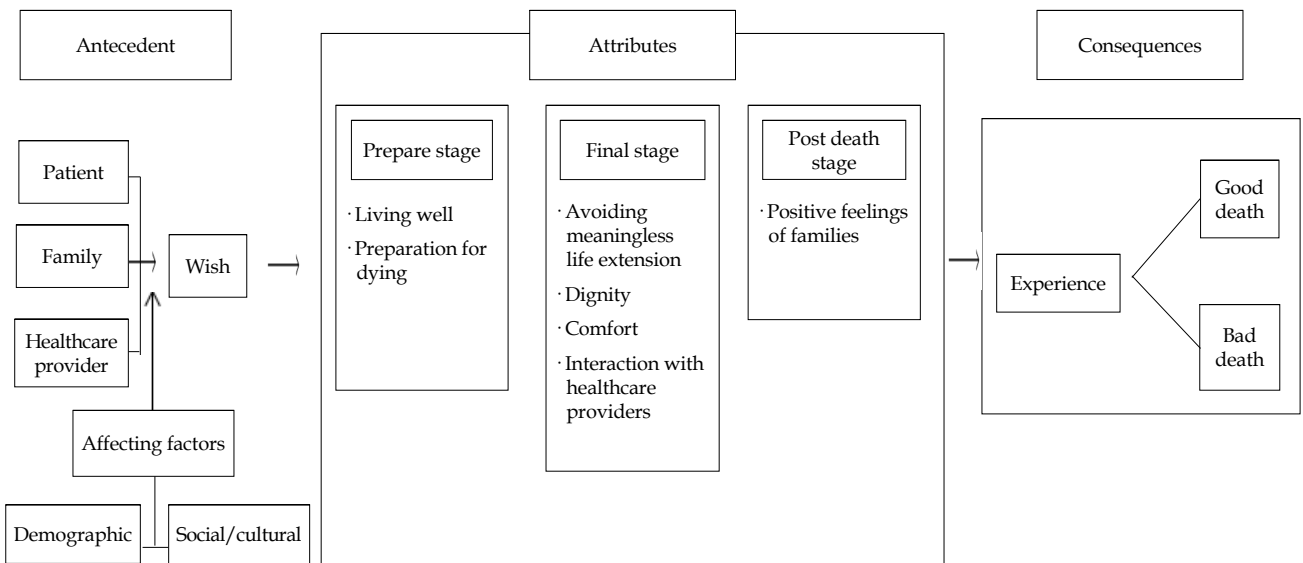 Antecedent
Attributes
Consequences
Patient
Family
Healthcare
provider
Wish
Affecting factors
Demographic
Social/cultural
Prepare stage
· Living well
· Preparation for
dying
Final stage
· Avoiding
meaningless
life extension
· Dignity
· Comfort
· Interaction with
healthcare
providers
Post death
stage
· Positive feelings
of families
Experience
Good
death
Bad
death